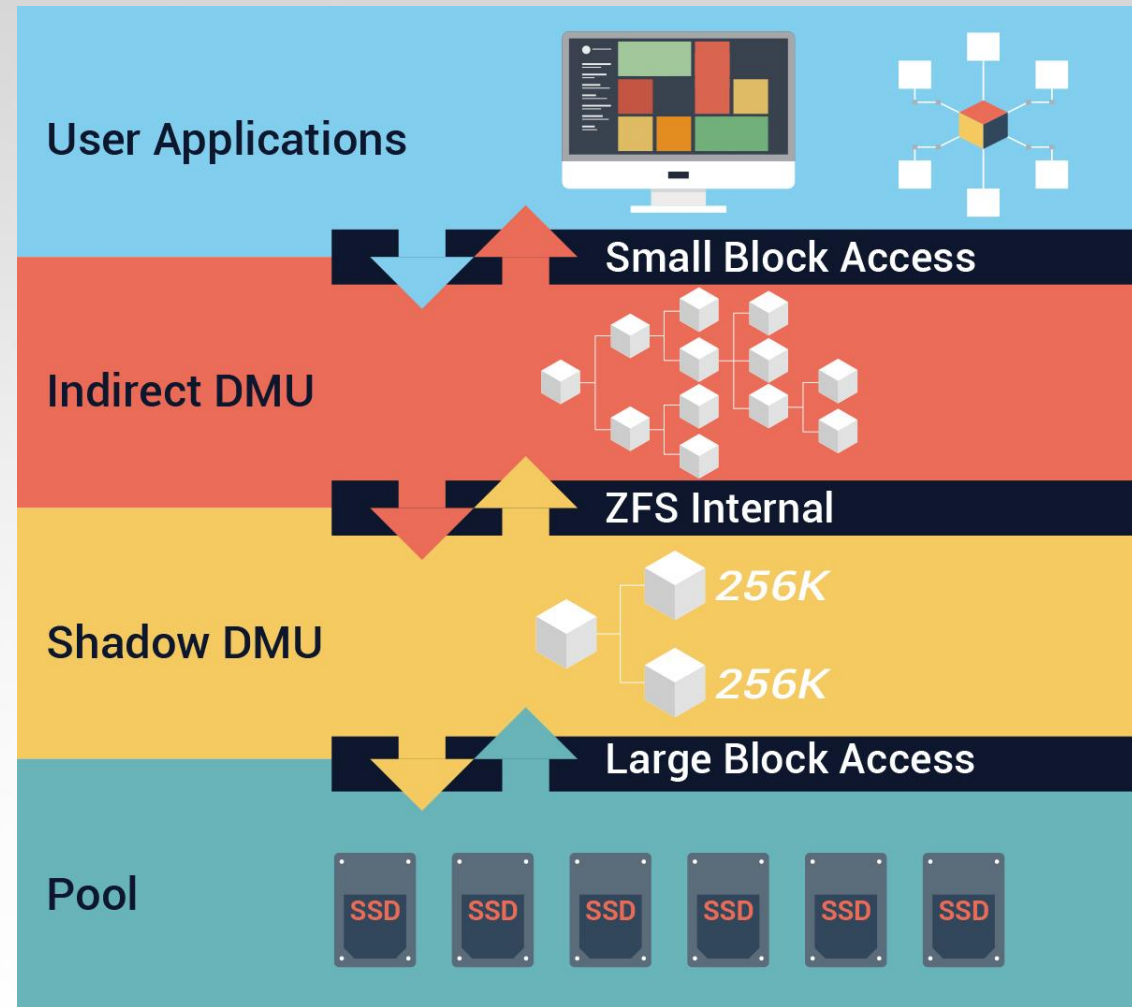 User Applications
Small Block Access
Indirect DMU
ZFS Internal
Shadow DMU
256K
256K
Large Block Access
Pool
SSD SSD SSD SSD SSD SSD